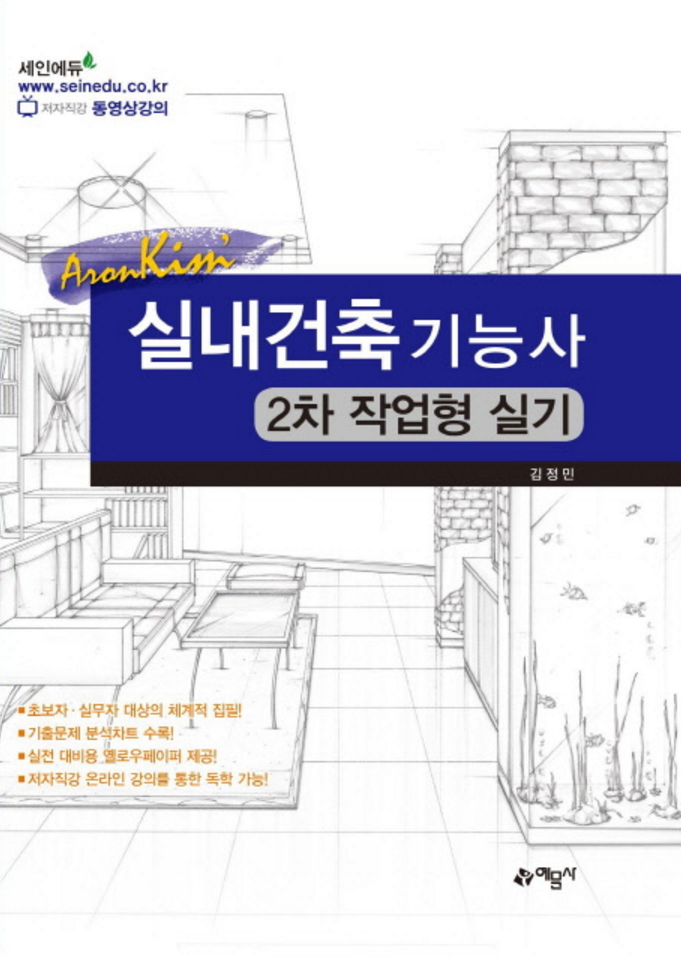 세인에듀
www.seinedu.co.kr
저자직강 동영상강의
AronKim'
실내건축기능사
2차 작업형 실기
김정민
■ 초보자·실무자 대상의 체계적 집필!
■ 기출문제 분석차트 수록!
■ 실전 대비용 옐로우페이퍼 제공!
■ 저자직강 온라인 강의를 통한 독학 가능!
예문사